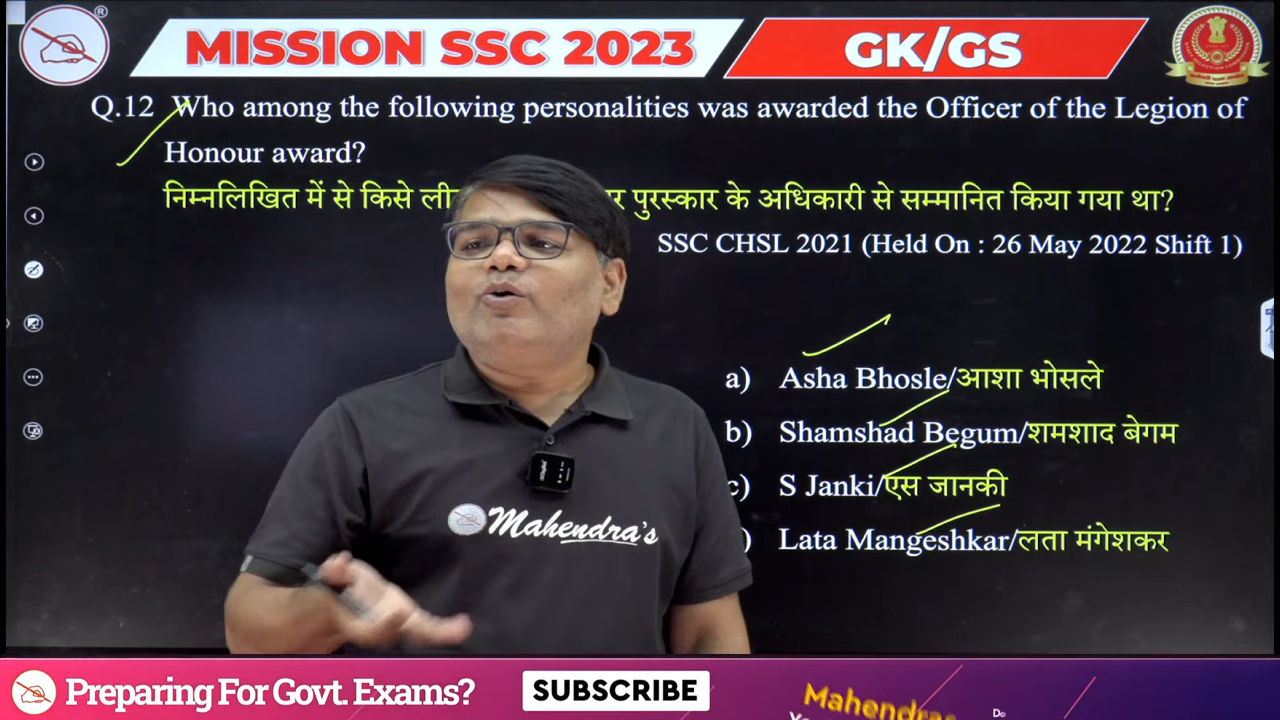 ®
MISSION SSC 2023
GK/GS
Q.12 Who among the following personalities was awarded the Officer of the Legion of
Honour award?
निम्नलिखित में से किसे पुरस्कार के अधिकारी से सम्मानित किया गया था?
SSC CHSL 2021 (Held On : 26 May 2022 Shift 1)
a) Asha Bhosle/आशा भोसले
b) Shamshad Begum/शमशाद बेगम
c) S Janki/एस जानकी
) Lata Mangeshkar/लता मंगेशकर
Mahendra's
Preparing For Govt. Exams?
SUBSCRIBE
Mahendras